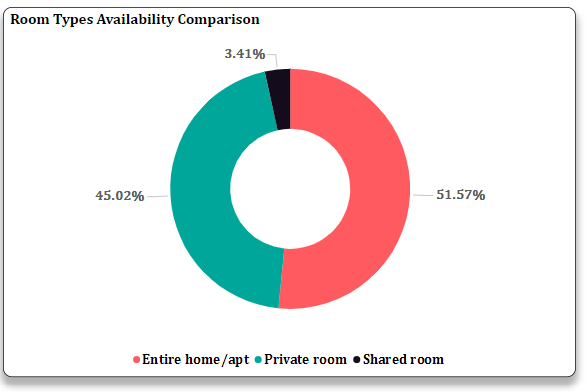 Room Types Availability Comparison
3.41%
45.02%
51.57%
Entire home/apt Private room Shared room